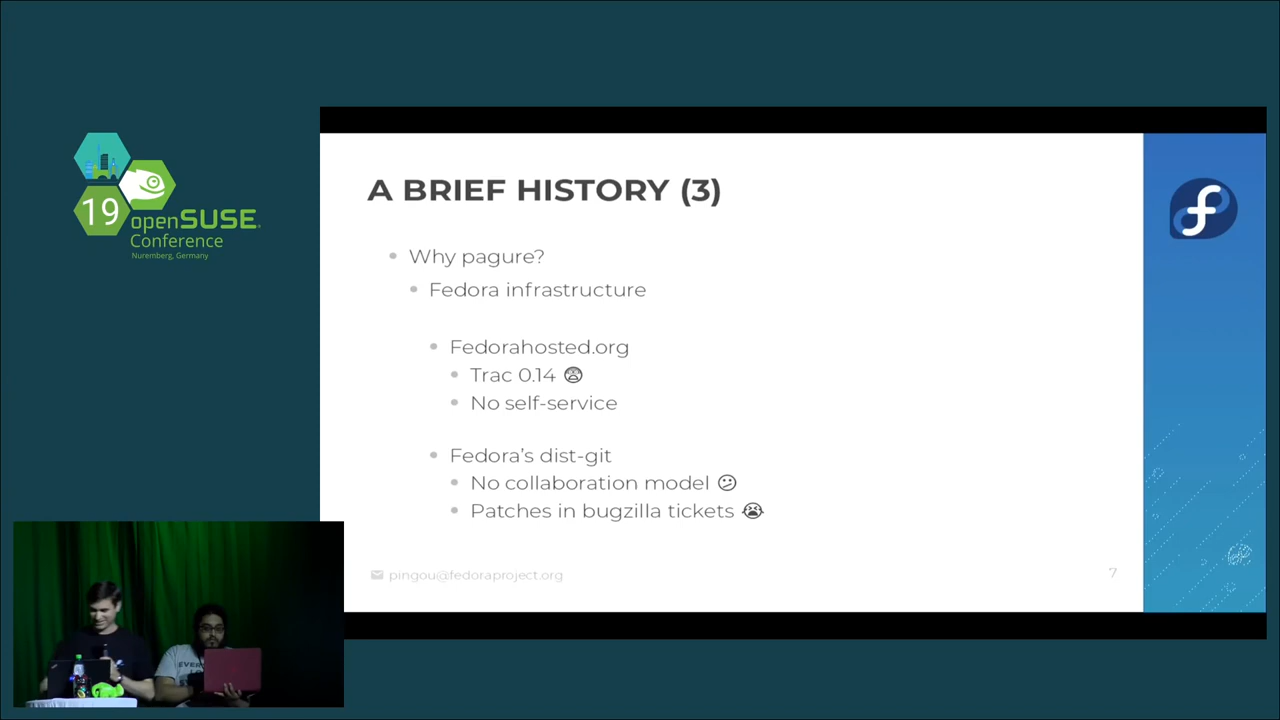 19
openSUSE
Conference
Nuremberg, Germany
A BRIEF HISTORY (3)
Why pagure?
Fedora infrastructure
Fedorahosted.org
Trac 0.14 😨
No self-service
Fedora's dist-git
No collaboration model 😕
Patches in bugzilla tickets 😭
pingou@fedoraproject.org
7